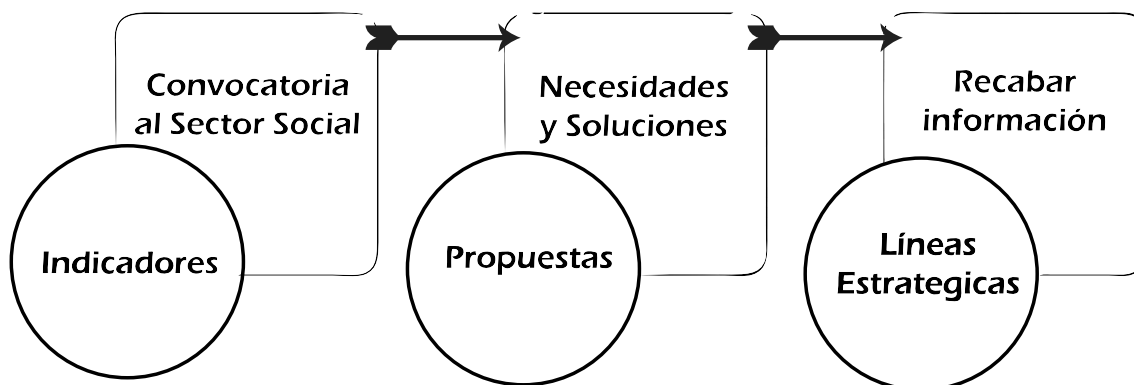 Convocatoria
al Sector Social
Indicadores
Necesidades
y Soluciones
Propuestas
Recabar
información
Líneas
Estrategicas